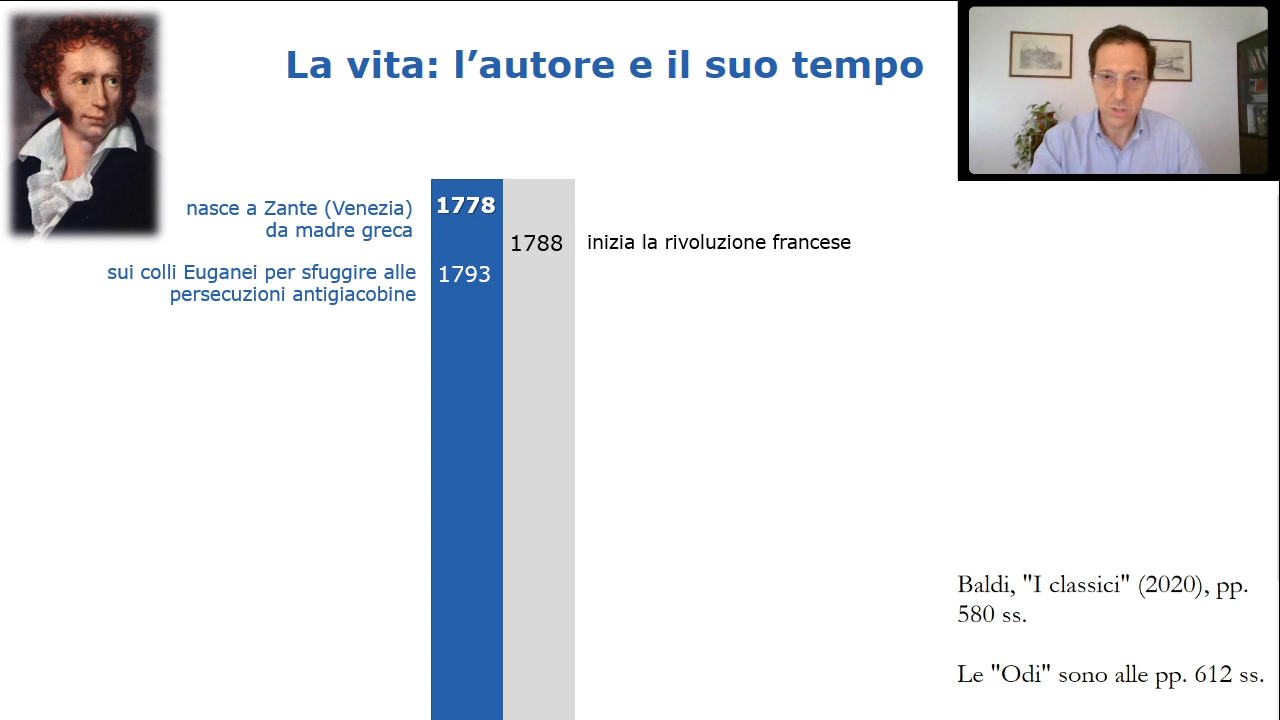 La vita: l’autore e il suo tempo
nasce a Zante (Venezia)
da madre greca
1778
1788
inizia la rivoluzione francese
sui colli Euganei per sfuggire alle
persecuzioni antigiacobine
1793
Baldi, "I classici" (2020), pp.
580 ss.
Le "Odi" sono alle pp. 612 ss.